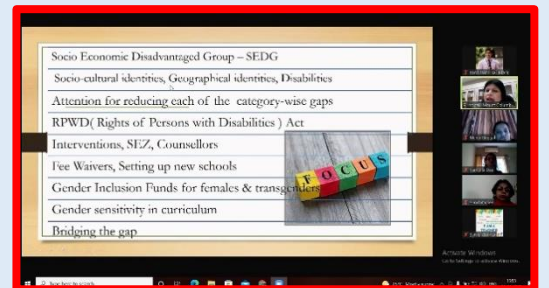 Socio Economic Disadvantaged Group – SEDG
Socio-cultural identities, Geographical identities, Disabilities
Attention for reducing each of the category-wise gaps
RPWD( Rights of Persons with Disabilities ) Act
Interventions, SEZ, Counsellors
Fee Waivers, Setting up new schools
Gender Inclusion Funds for females & transgenders
Gender sensitivity in curriculum
Bridging the gap
FOCUS
Activate Windows